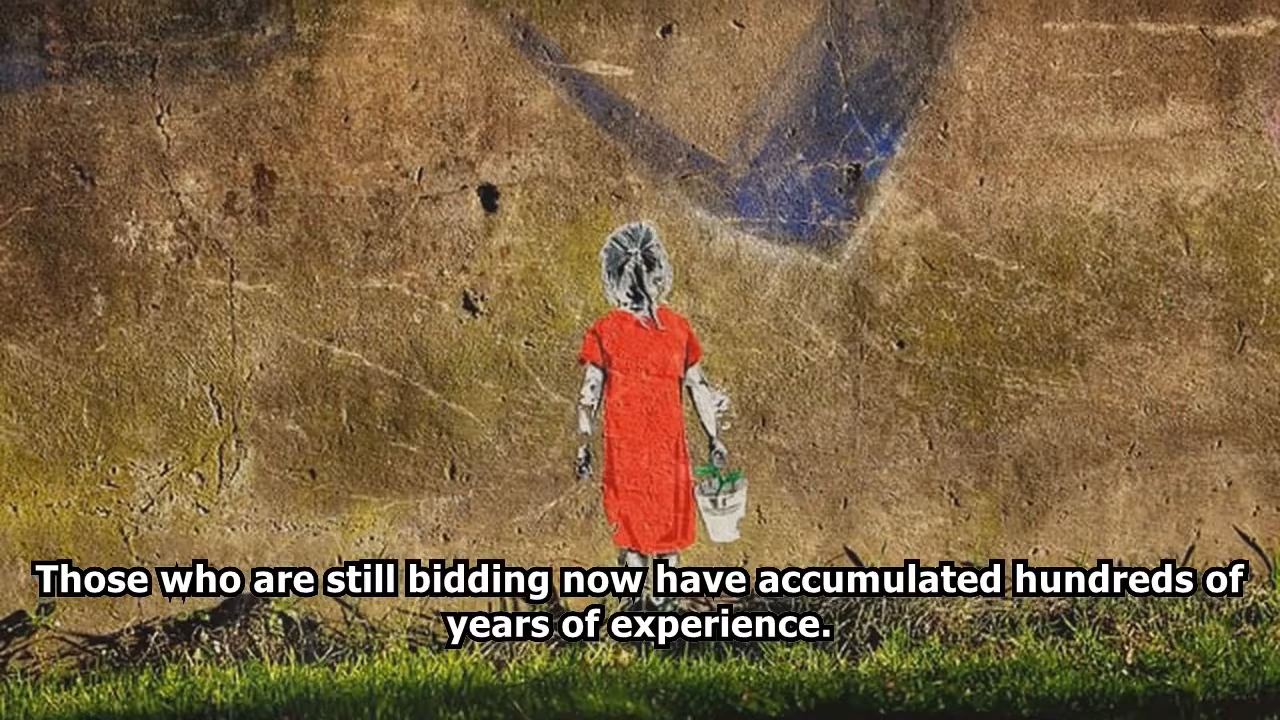 Those who are still bidding now have accumulated hundreds of
years of experience.